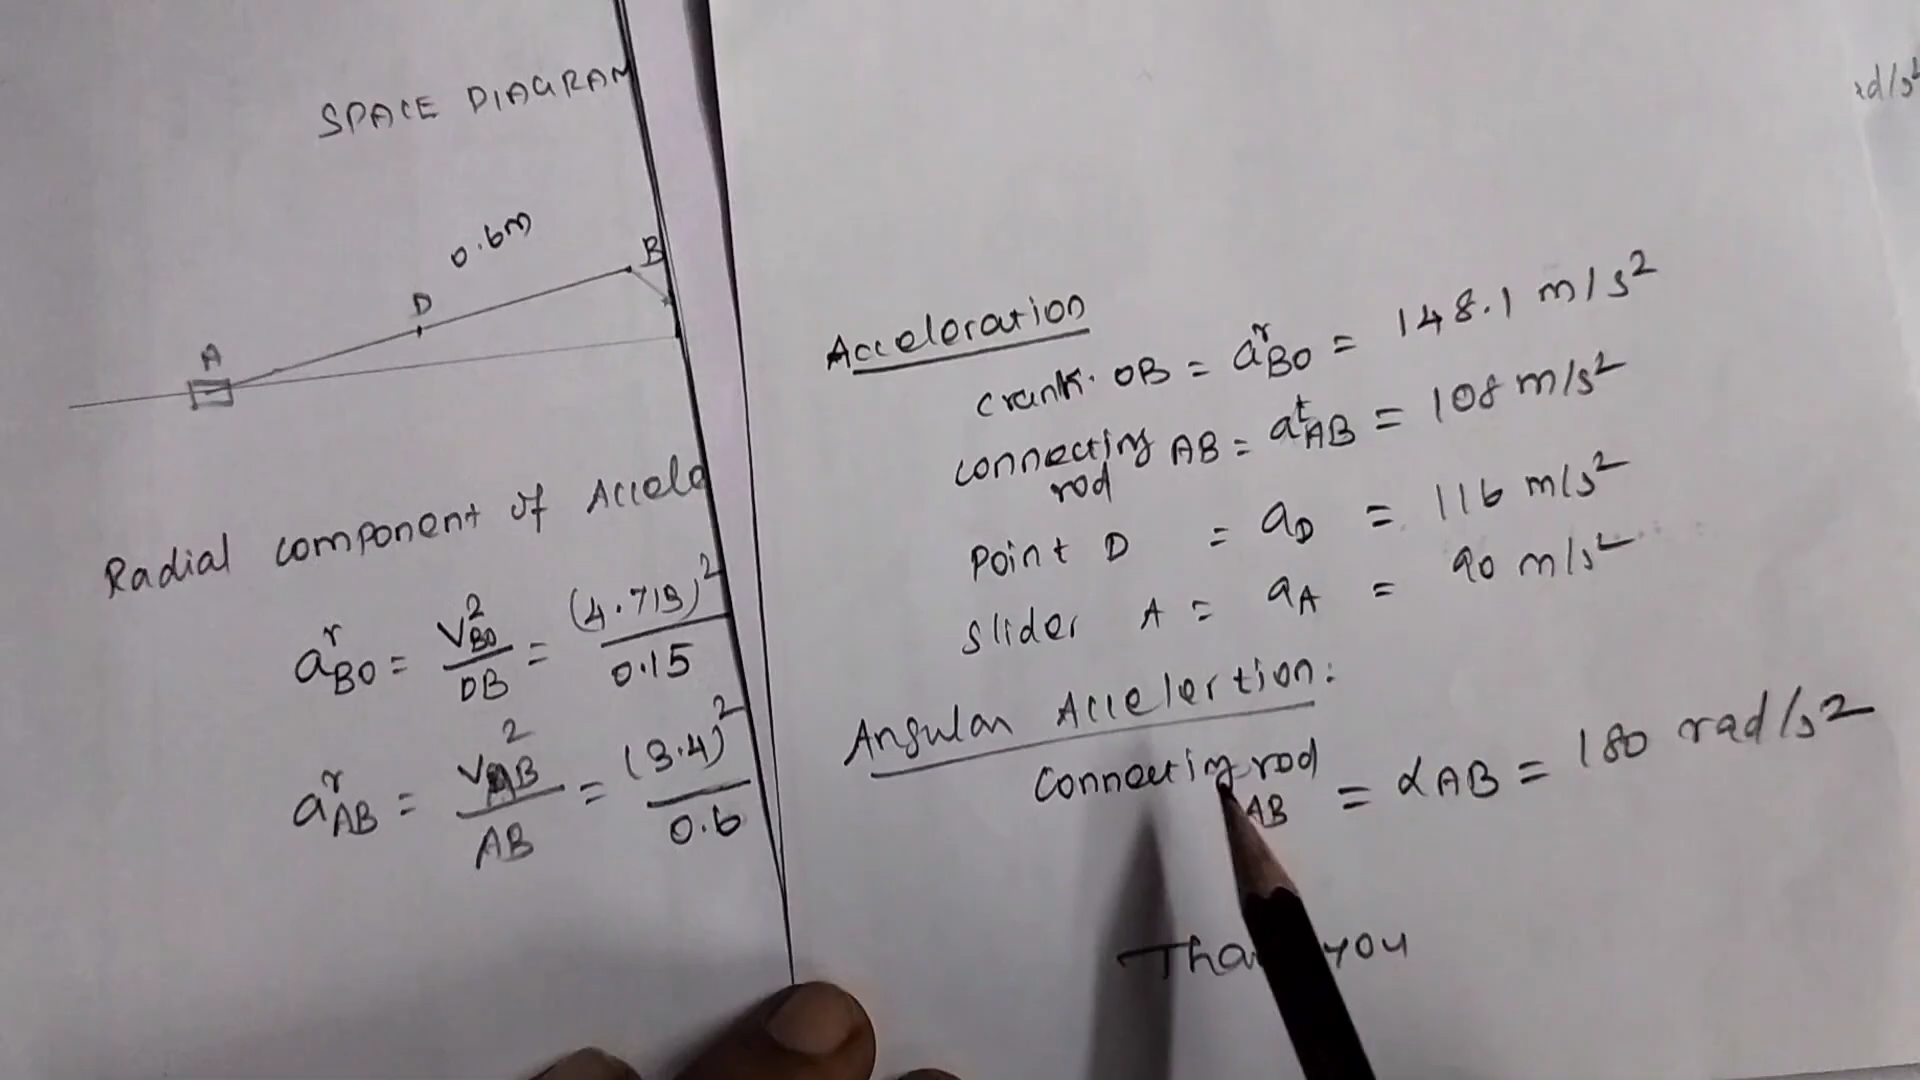 SPACE DIAGRAM
0.6m
A
D
B
Radial component of Accele
a^r_BO = V²_BO / OB = (4.713)² / 0.15
a^r_AB = V²_AB / AB = (3.4)² / 0.6
rad/s²
Acceleration
crank. OB = a^r_BO = 148.1 m/s²
connecting rod AB = a^t_AB = 108 m/s²
Point D = a_D = 116 m/s²
slider A = a_A = 90 m/s²
Angular Accelertion:
Connecting rod AB = αAB = 180 rad/s²
you